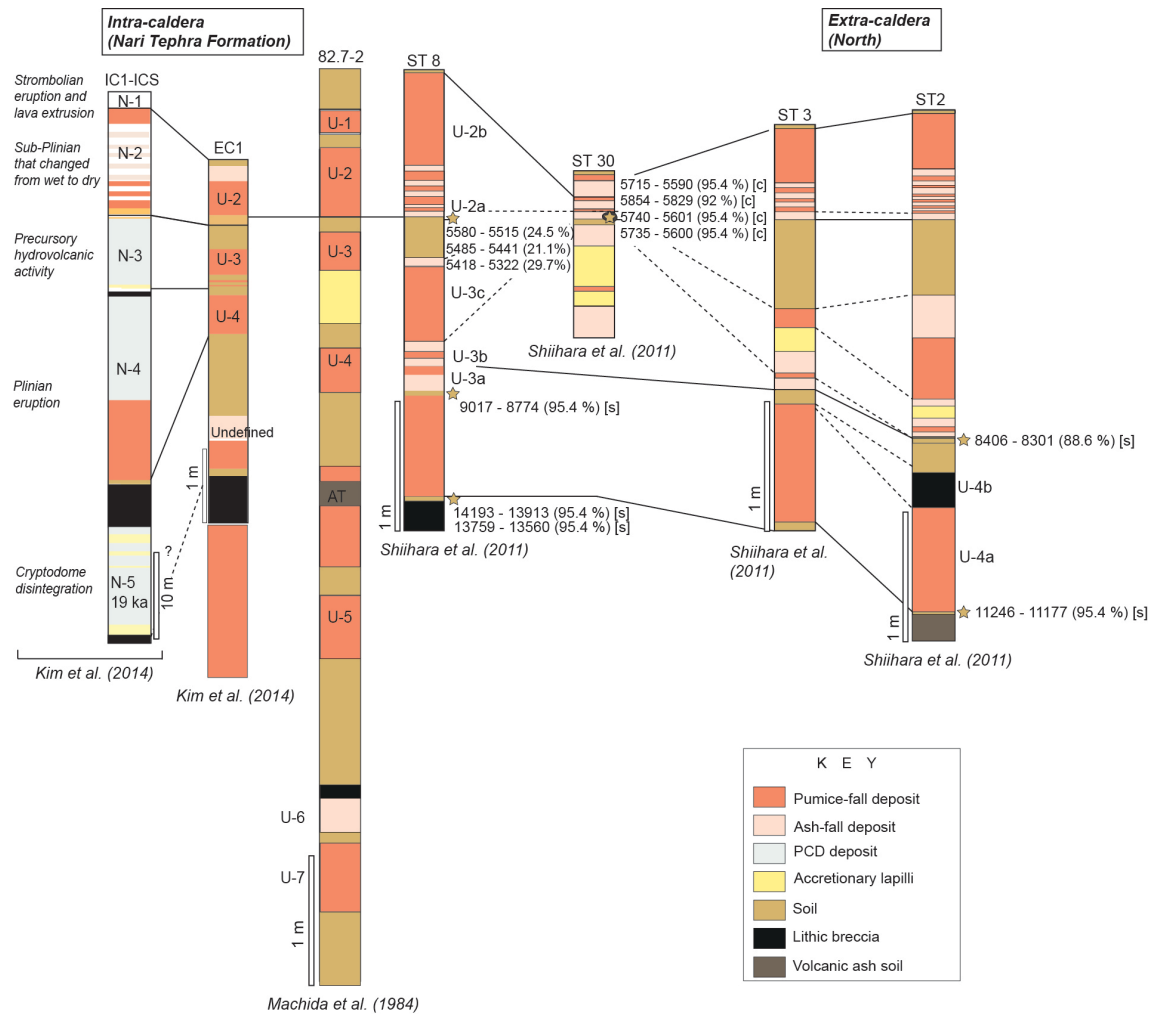 Intra-caldera
(Nari Tephra Formation)
Extra-caldera
(North)
Strombolian
eruption and
lava extrusion
Sub-Plinian
that changed
from wet to dry
Precursory
hydrovolcanic
activity
Plinian
eruption
Cryptodome
disintegration
IC1-ICS
N-1
N-2
N-3
N-4
N-5
19 ka
?
10 m
Kim et al. (2014)
EC1
U-2
U-3
U-4
Undefined
1 m
Kim et al. (2014)
82.7-2
U-1
U-2
U-3
U-4
AT
U-5
U-6
U-7
1 m
Machida et al. (1984)
ST 8
U-2b
U-2a
5580 - 5515 (24.5 %)
5485 - 5441 (21.1%)
5418 - 5322 (29.7%)
U-3c
U-3b
U-3a
9017 - 8774 (95.4 %) [s]
1 m
14193 - 13913 (95.4 %) [s]
13759 - 13560 (95.4 %) [s]
Shiihara et al. (2011)
ST 30
5715 - 5590 (95.4 %) [c]
5854 - 5829 (92 %) [c]
5740 - 5601 (95.4 %) [c]
5735 - 5600 (95.4 %) [c]
Shiihara et al. (2011)
ST 3
1 m
Shiihara et al.
(2011)
ST2
8406 - 8301 (88.6 %) [s]
U-4b
U-4a
1 m
11246 - 11177 (95.4 %) [s]
Shiihara et al. (2011)
K E Y
Pumice-fall deposit
Ash-fall deposit
PCD deposit
Accretionary lapilli
Soil
Lithic breccia
Volcanic ash soil